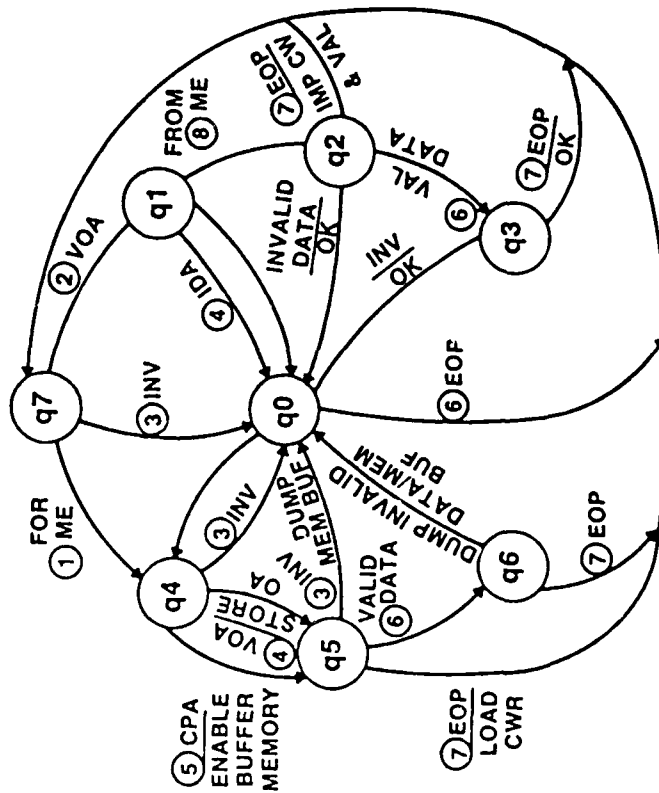 FOR
① ME
② VOA
FROM
⑧ ME
⑦ EOP
IMP CW
& VAL
q7
q1
q2
③ INV
④ IDA
INVALID
DATA
OK
⑥ VAL DATA
q4
③ INV
q0
INV
OK
q3
⑦ EOP
OK
⑤ CPA
ENABLE
BUFFER
MEMORY
④ VOA
STORE
OA
③ INV
DUMP
MEM BUF
q5
⑥ VALID
DATA
DUMP INVALID
DATA/MEM
BUF
⑥ EOF
q6
⑦ EOP
LOAD
CWR
⑦ EOP